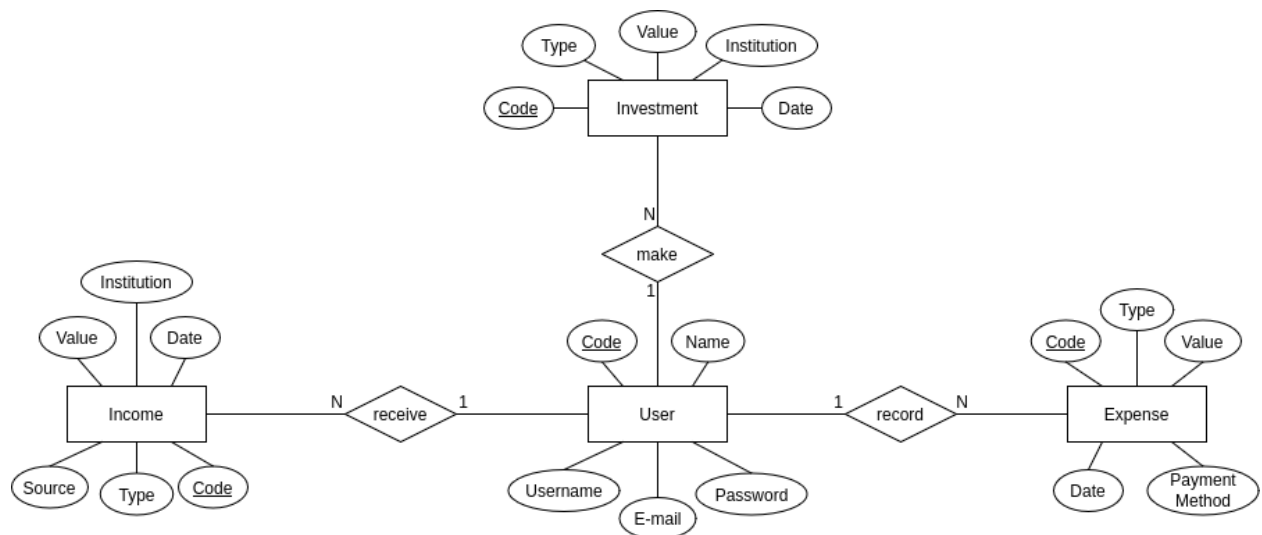 Value
Type
Institution
Code
Investment
Date
N
make
1
Institution
Type
Value
Date
Code
Name
Code
Value
Income
N
receive
1
User
1
record
N
Expense
Source
Type
Code
Username
E-mail
Password
Date
Payment
Method